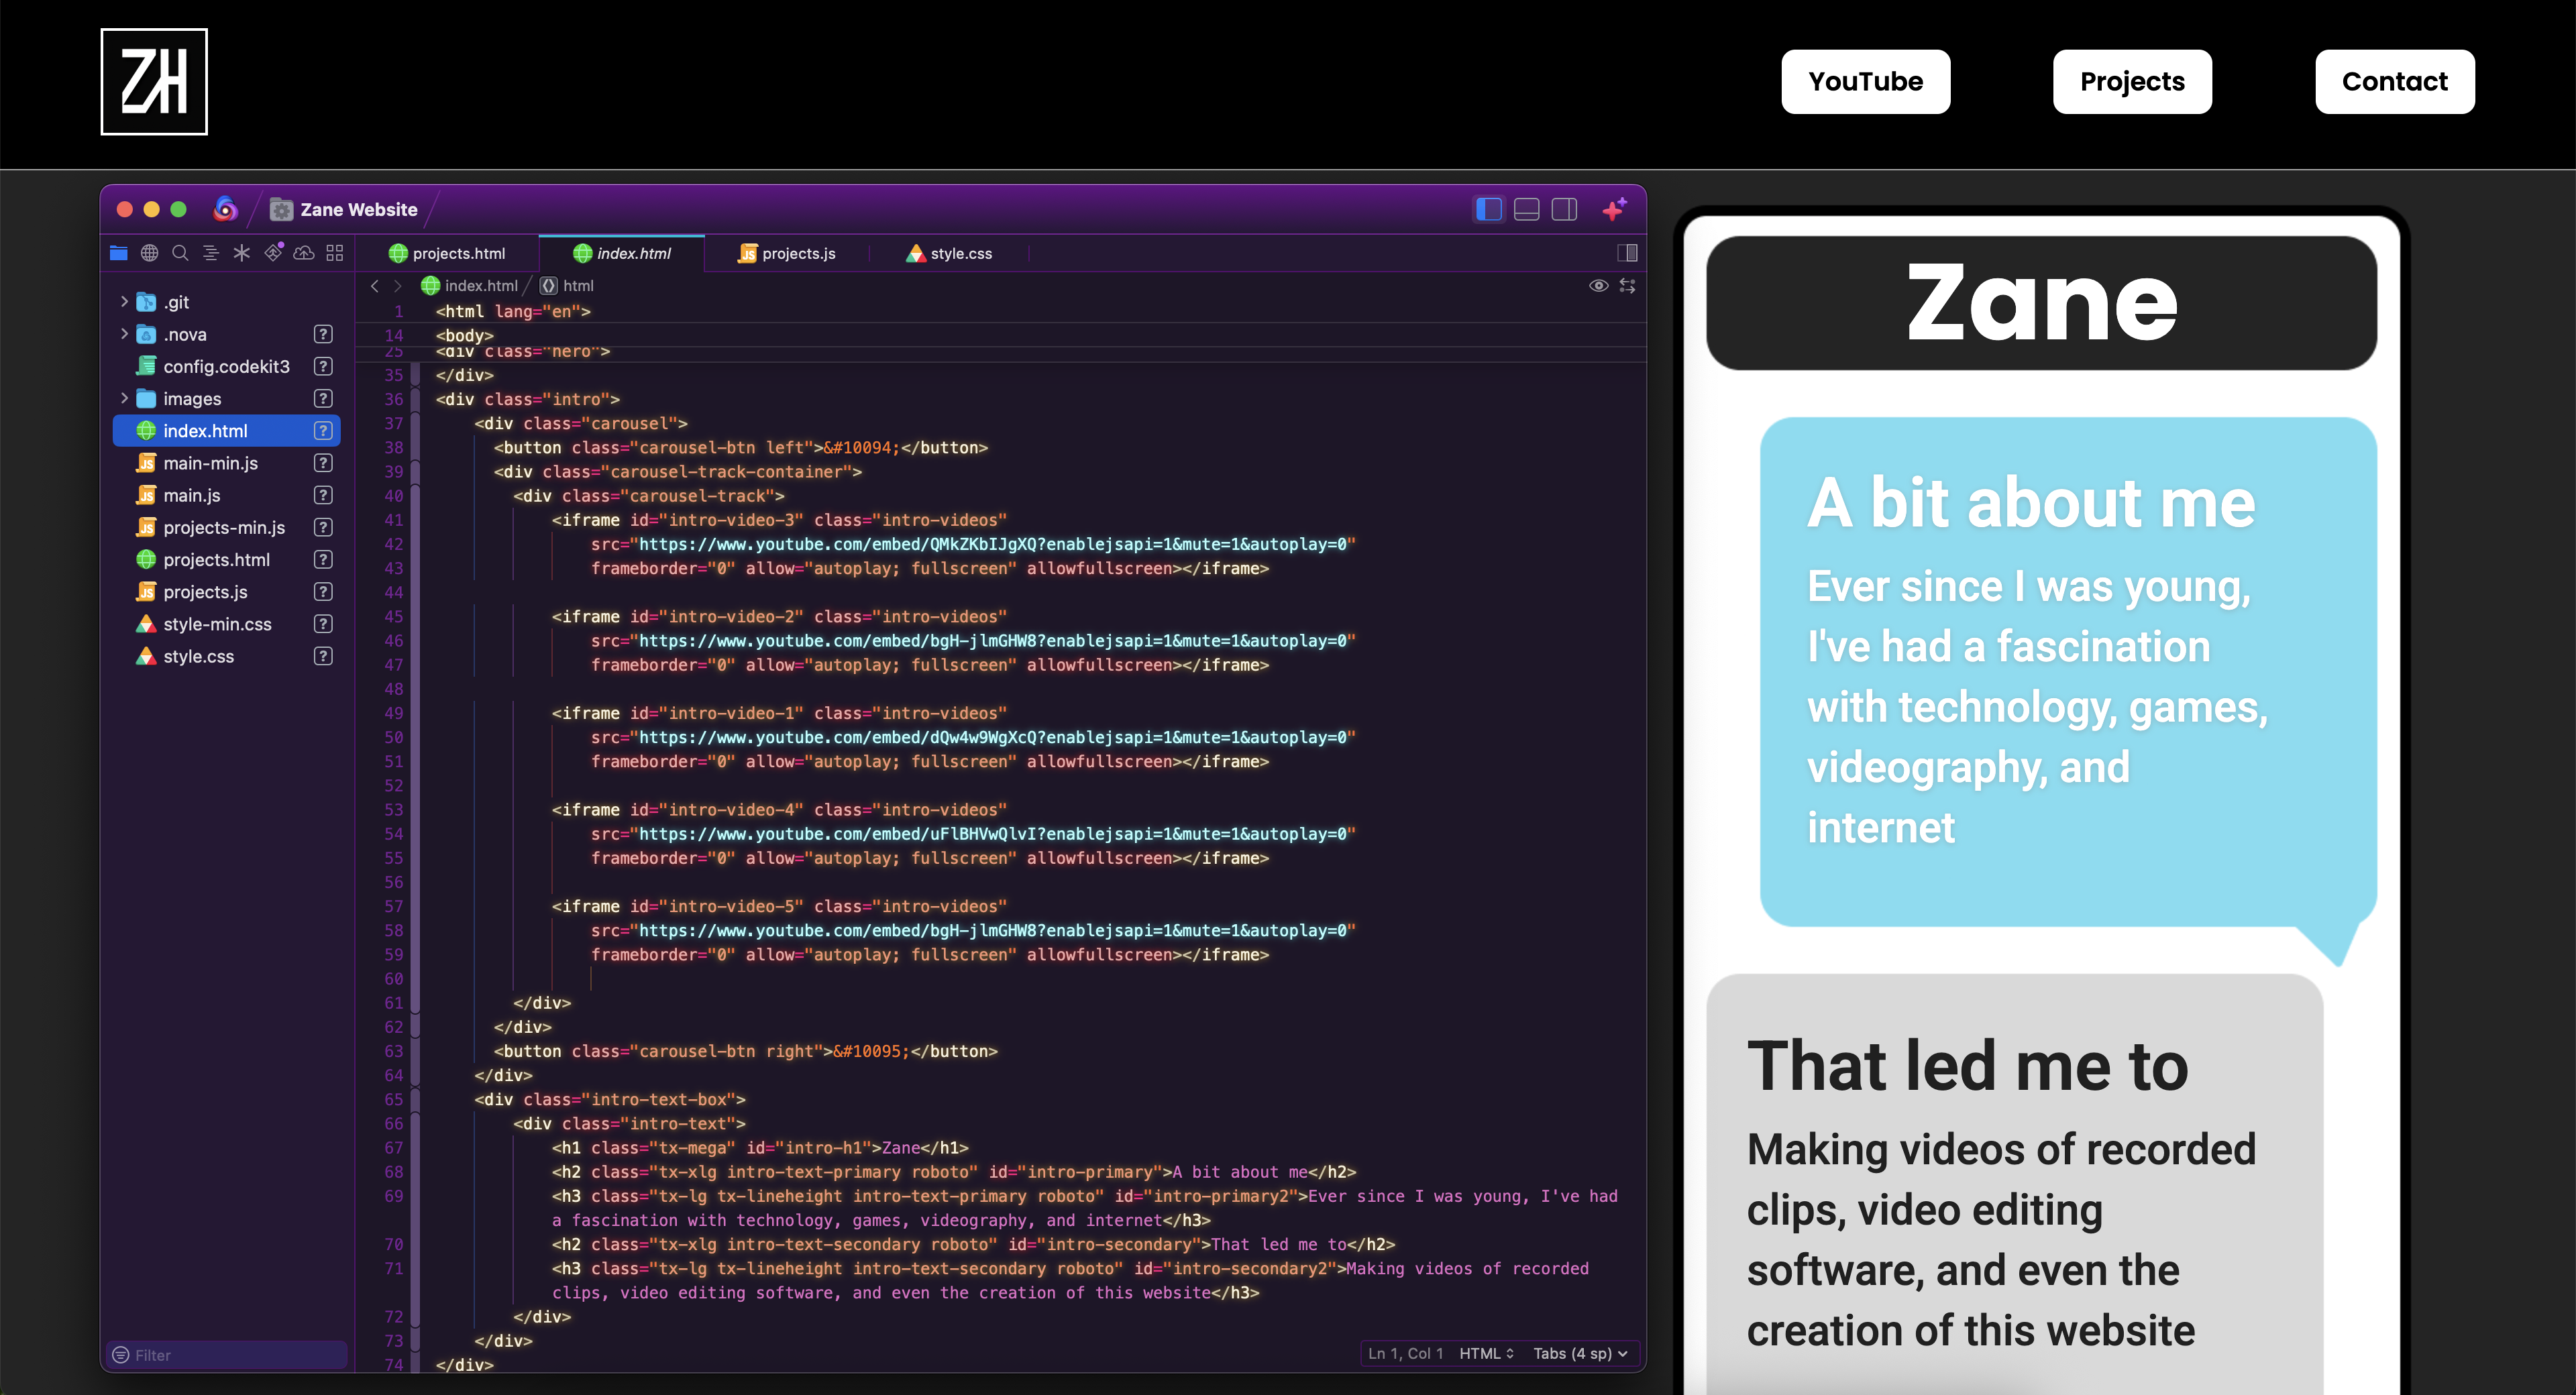 ZH
YouTube
Projects
Contact
Zane Website
projects.html
index.html
projects.js
style.css
index.html
html
.git
.nova ?
config.codekit3 ?
images ?
index.html ?
main-min.js ?
main.js ?
projects-min.js ?
projects.html ?
projects.js ?
style-min.css ?
style.css ?
Filter
1 <html lang="en">
14 <body>
25 <div class="hero">
35 </div>
36 <div class="intro">
37 <div class="carousel">
38 <button class="carousel-btn left">&#10094;</button>
39 <div class="carousel-track-container">
40 <div class="carousel-track">
41 <iframe id="intro-video-3" class="intro-videos"
42 src="https://www.youtube.com/embed/QMkZKbIJgXQ?enablejsapi=1&mute=1&autoplay=0"
43 frameborder="0" allow="autoplay; fullscreen" allowfullscreen></iframe>
44
45 <iframe id="intro-video-2" class="intro-videos"
46 src="https://www.youtube.com/embed/bgH-jlmGHW8?enablejsapi=1&mute=1&autoplay=0"
47 frameborder="0" allow="autoplay; fullscreen" allowfullscreen></iframe>
48
49 <iframe id="intro-video-1" class="intro-videos"
50 src="https://www.youtube.com/embed/dQw4w9WgXcQ?enablejsapi=1&mute=1&autoplay=0"
51 frameborder="0" allow="autoplay; fullscreen" allowfullscreen></iframe>
52
53 <iframe id="intro-video-4" class="intro-videos"
54 src="https://www.youtube.com/embed/uFlBHVwQlvI?enablejsapi=1&mute=1&autoplay=0"
55 frameborder="0" allow="autoplay; fullscreen" allowfullscreen></iframe>
56
57 <iframe id="intro-video-5" class="intro-videos"
58 src="https://www.youtube.com/embed/bgH-jlmGHW8?enablejsapi=1&mute=1&autoplay=0"
59 frameborder="0" allow="autoplay; fullscreen" allowfullscreen></iframe>
60
61 </div>
62 </div>
63 <button class="carousel-btn right">&#10095;</button>
64 </div>
65 <div class="intro-text-box">
66 <div class="intro-text">
67 <h1 class="tx-mega" id="intro-h1">Zane</h1>
68 <h2 class="tx-xlg intro-text-primary roboto" id="intro-primary">A bit about me</h2>
69 <h3 class="tx-lg tx-lineheight intro-text-primary roboto" id="intro-primary2">Ever since I was young, I've had
a fascination with technology, games, videography, and internet</h3>
70 <h2 class="tx-xlg intro-text-secondary roboto" id="intro-secondary">That led me to</h2>
71 <h3 class="tx-lg tx-lineheight intro-text-secondary roboto" id="intro-secondary2">Making videos of recorded
clips, video editing software, and even the creation of this website</h3>
72 </div>
73 </div>
74 </div>
Ln 1, Col 1 HTML Tabs (4 sp)
Zane
A bit about me
Ever since I was young,
I've had a fascination
with technology, games,
videography, and
internet
That led me to
Making videos of recorded
clips, video editing
software, and even the
creation of this website